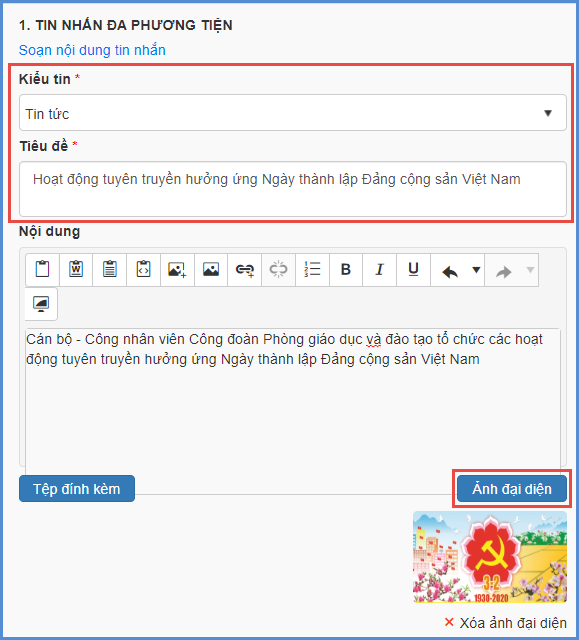 1. TIN NHẮN ĐA PHƯƠNG TIỆN
Soạn nội dung tin nhắn
Kiểu tin *
Tin tức
Tiêu đề *
Hoạt động tuyên truyền hưởng ứng Ngày thành lập Đảng cộng sản Việt Nam
Nội dung
B I U
Cán bộ - Công nhân viên Công đoàn Phòng giáo dục và đào tạo tổ chức các hoạt
động tuyên truyền hưởng ứng Ngày thành lập Đảng cộng sản Việt Nam
Tệp đính kèm
Ảnh đại diện
3-2
1930-2020
Xóa ảnh đại diện